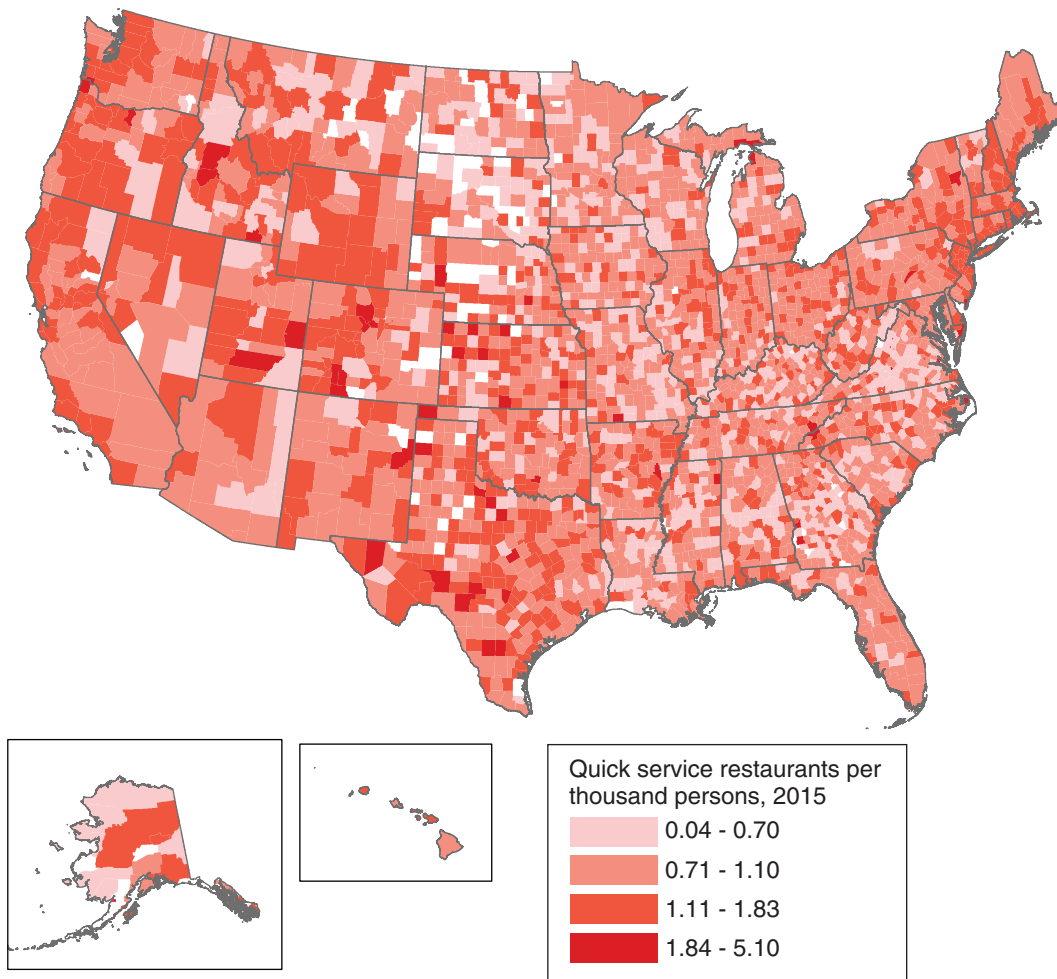 Quick service restaurants per
thousand persons, 2015
0.04 - 0.70
0.71 - 1.10
1.11 - 1.83
1.84 - 5.10